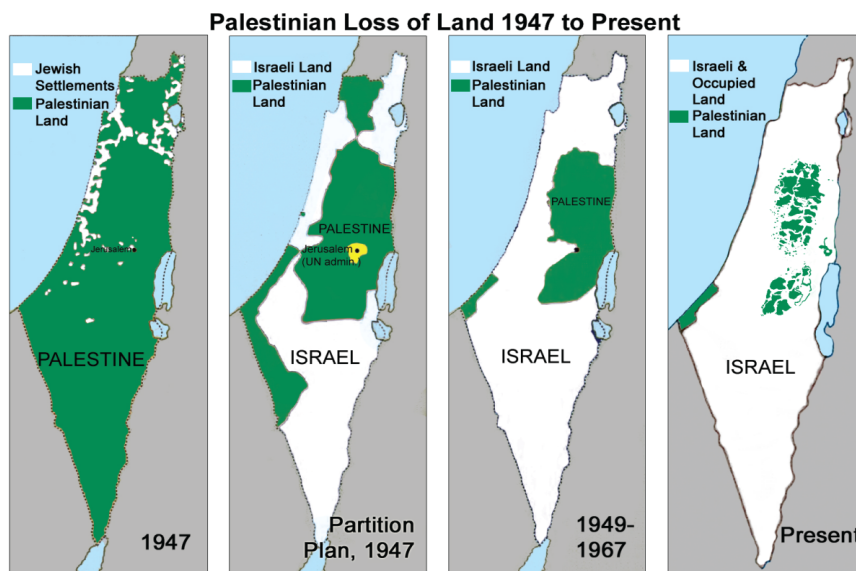 Palestinian Loss of Land 1947 to Present
Jewish
Settlements
Palestinian
Land
Jerusalem
PALESTINE
1947
Israeli Land
Palestinian
Land
PALESTINE
Jerusalem
(UN admin.)
ISRAEL
Partition
Plan, 1947
Israeli Land
Palestinian
Land
PALESTINE
ISRAEL
1949-
1967
Israeli &
Occupied
Land
Palestinian
Land
ISRAEL
Present